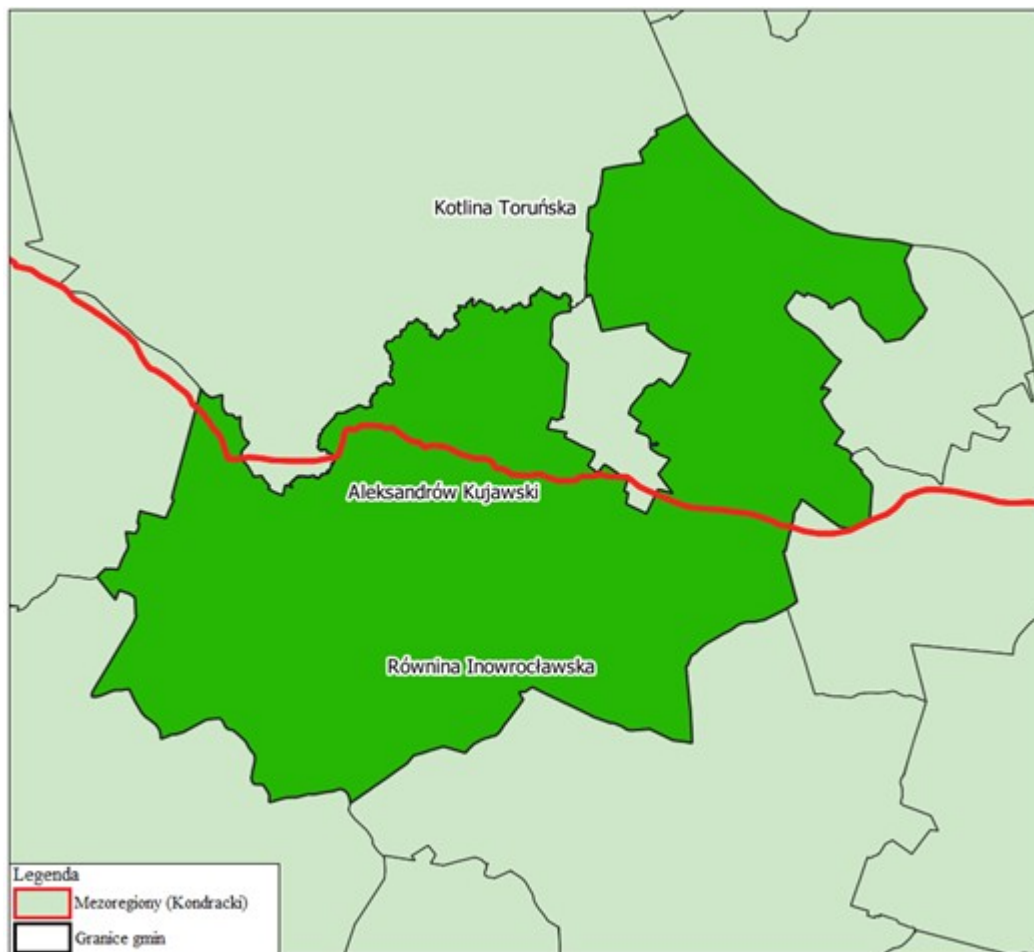 Kotlina Toruńska
Aleksandrów Kujawski
Równina Inowrocławska
Legenda
Mezoregiony (Kondracki)
Granice gmin